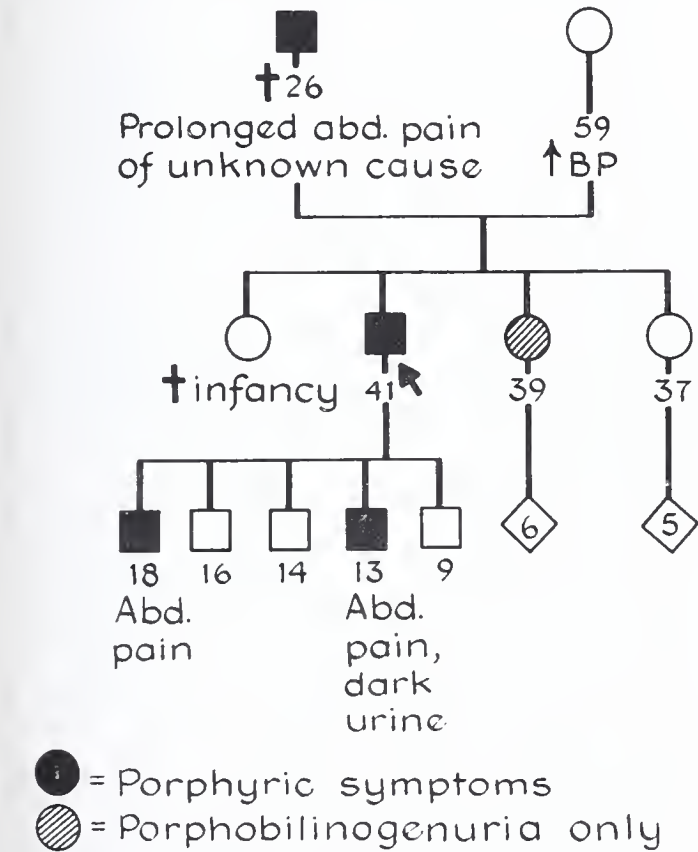 †26
Prolonged abd. pain
of unknown cause
59
↑BP
†infancy
41
39
37
6
5
18
16
14
13
9
Abd.
pain
Abd.
pain,
dark
urine
= Porphyric symptoms
= Porphobilinogenuria only